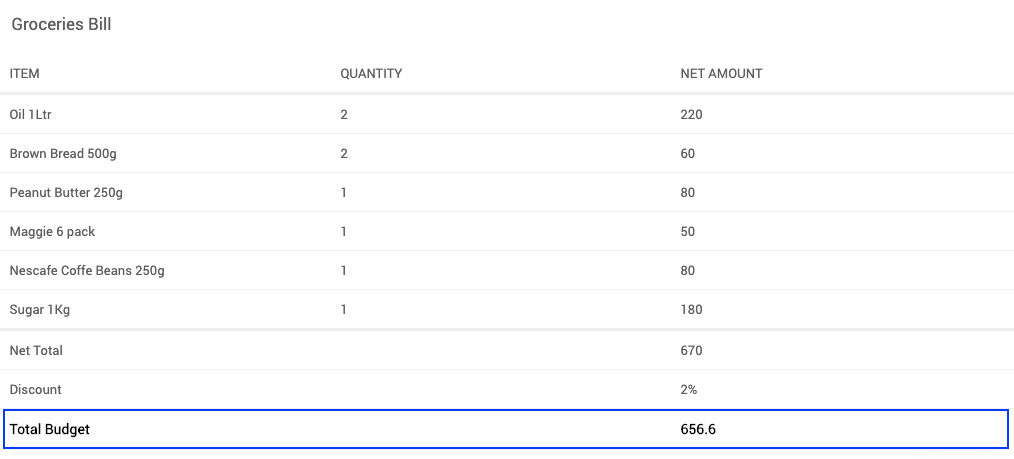 Groceries Bill
ITEM QUANTITY NET AMOUNT
Oil 1Ltr 2 220
Brown Bread 500g 2 60
Peanut Butter 250g 1 80
Maggie 6 pack 1 50
Nescafe Coffe Beans 250g 1 80
Sugar 1Kg 1 180
Net Total 670
Discount 2%
Total Budget 656.6